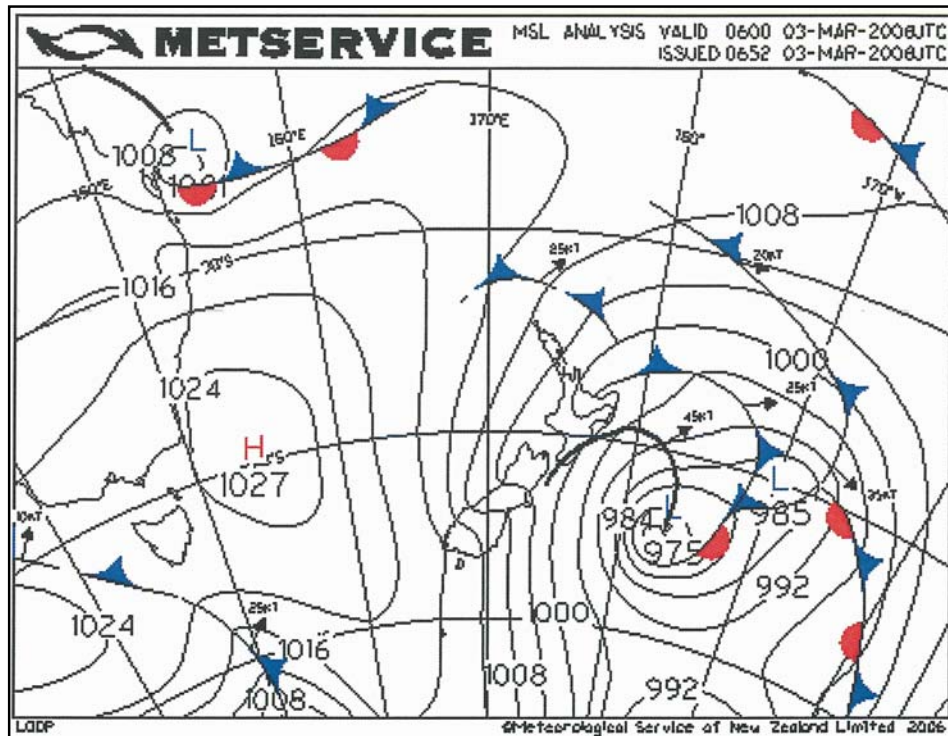 METSERVICE
MSL ANALYSIS VALID 0600 03-MAR-2006UTC
ISSUED 0652 03-MAR-2006UTC
170°E
180°
L
160°E
1008
1001
150°E
170°W
1008
25KT
20KT
30°S
1016
1000
1024
25KT
H
45KT
°S
1027
L
L
35KT
984
985
10KT
975
992
25KT
1000
1024
1016
1008
992
1008
LODP
©Meteorological Service of New Zealand Limited 2006